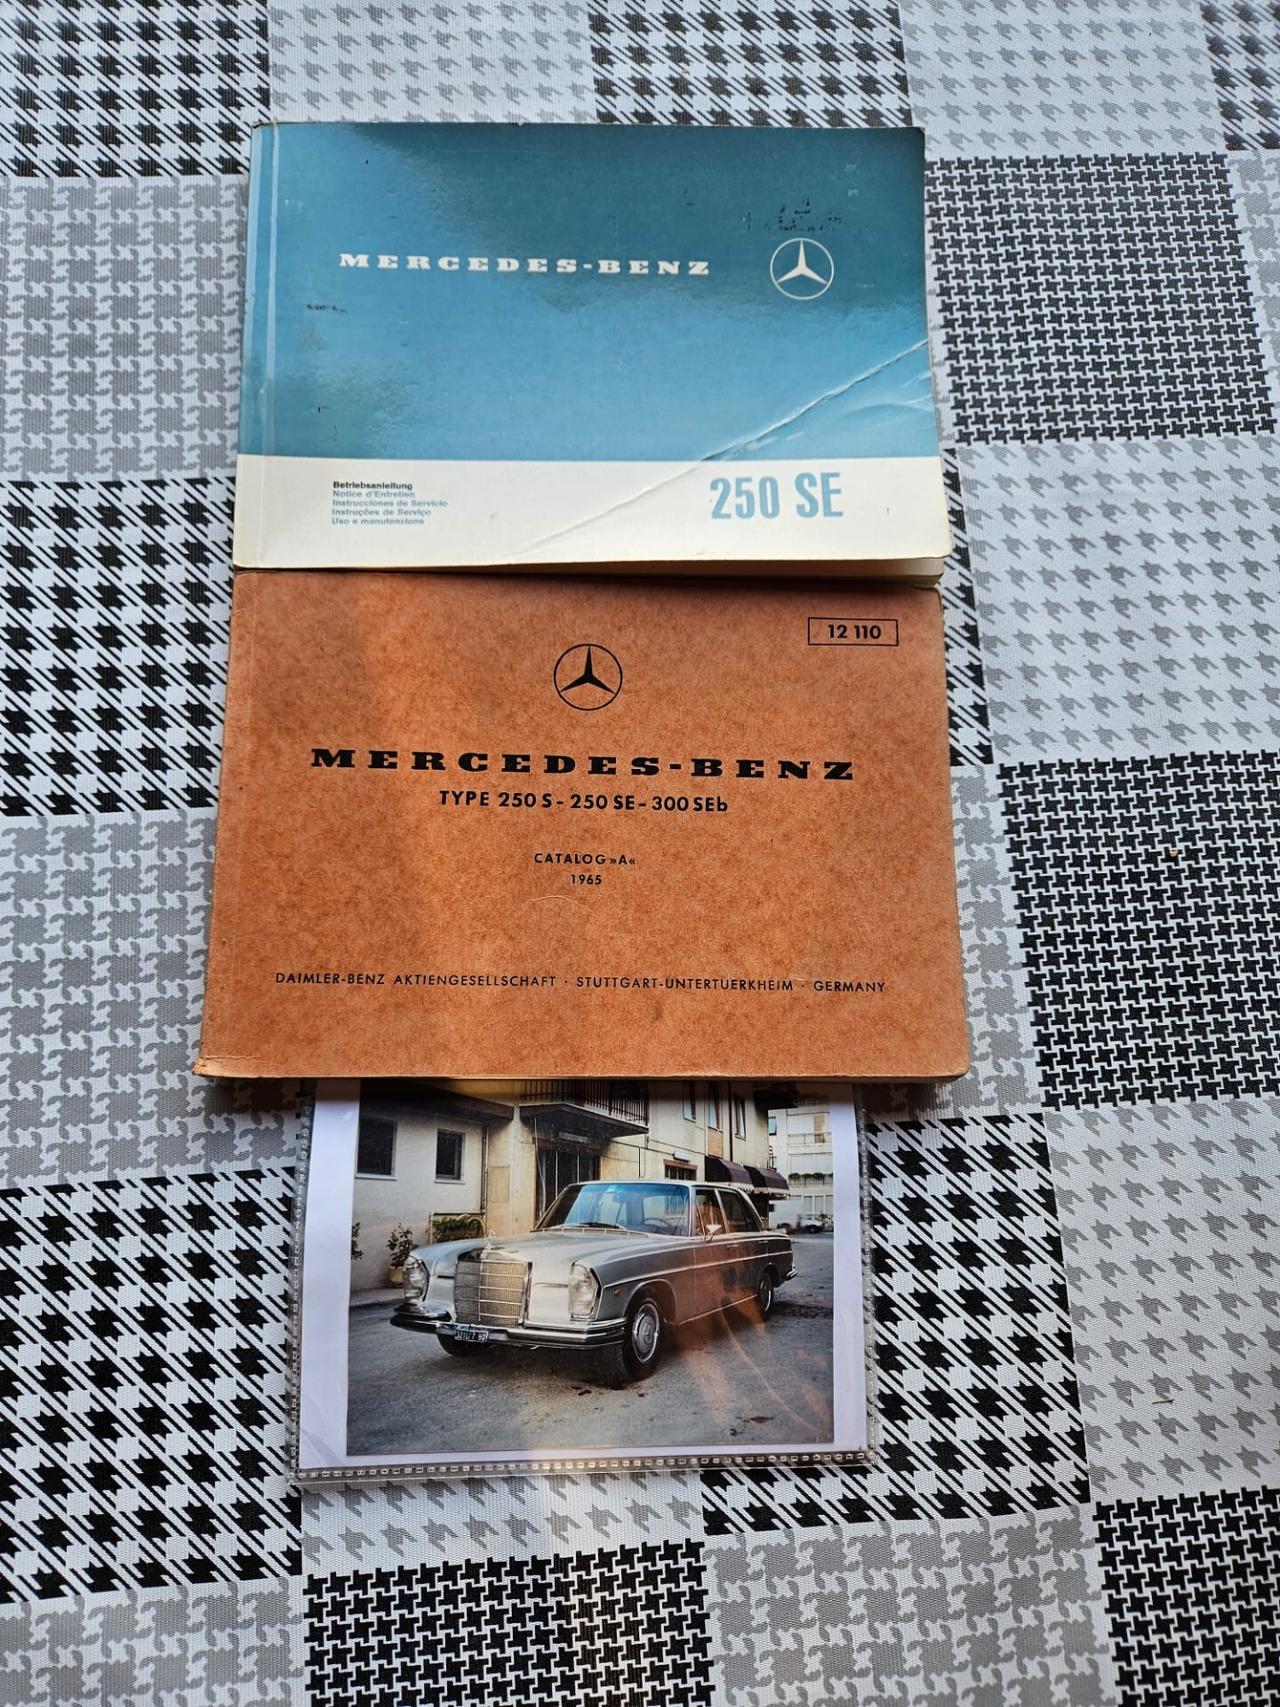 MERCEDES-BENZ
Betriebsanleitung
Notice d'Entretien
Instrucciones de Servicio
Instruções de Serviço
Uso e manutenzione
250 SE
12 110
MERCEDES-BENZ
TYPE 250 S - 250 SE - 300 SEb
CATALOG »A«
1965
DAIMLER-BENZ AKTIENGESELLSCHAFT · STUTTGART-UNTERTUERKHEIM · GERMANY